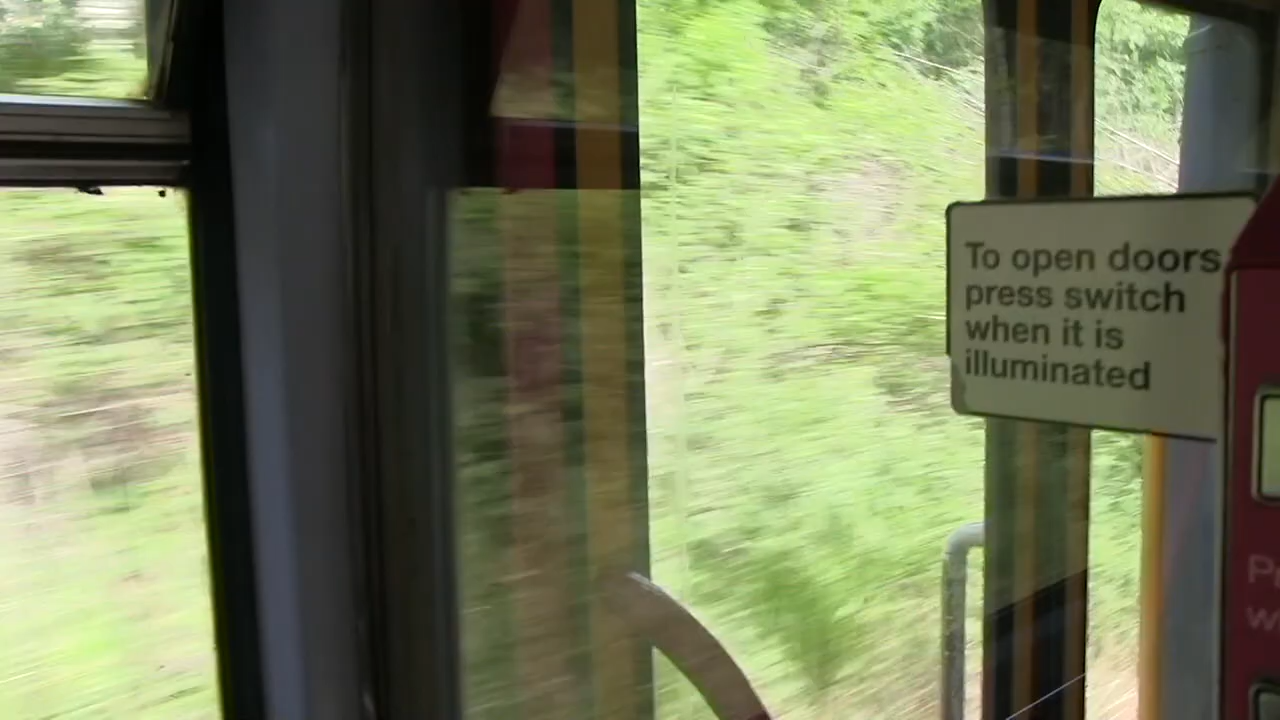 To open doors
press switch
when it is
illuminated